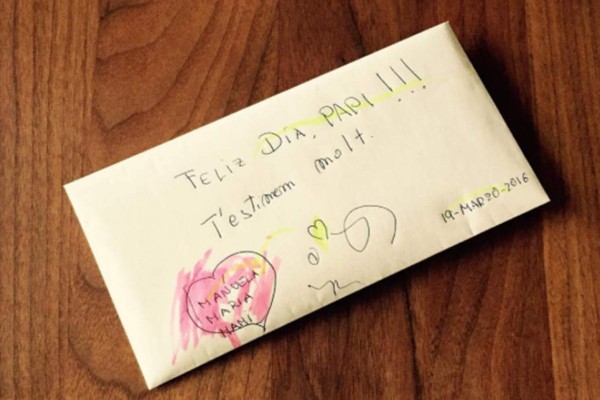 FELIZ DIA, PAPI!!!
T'estimem molt.
19-MARZO-2016
MANUELA
MARIA
MAMI